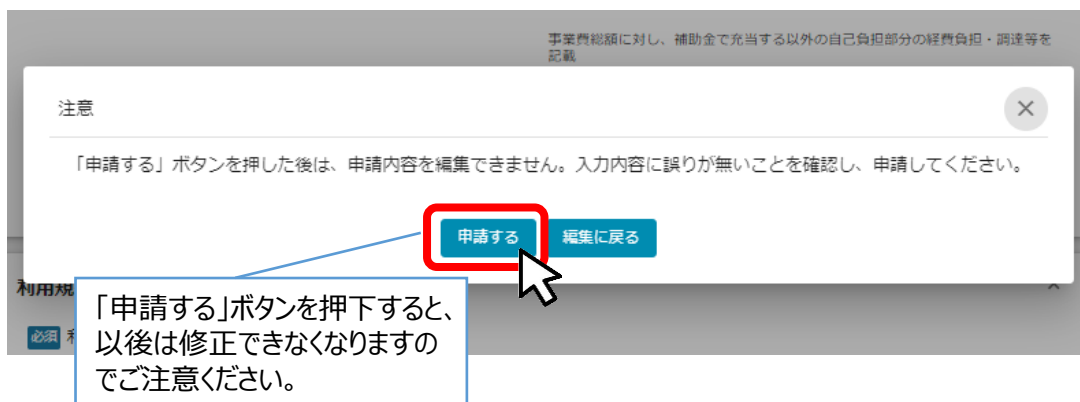 事業費総額に対し、補助金で充当する以外の自己負担部分の経費負担・調達等を
記載
注意
「申請する」ボタンを押した後は、申請内容を編集できません。入力内容に誤りが無いことを確認し、申請してください。
申請する
編集に戻る
利用規
必須
「申請する」ボタンを押下すると、
以後は修正できなくなりますの
でご注意ください。